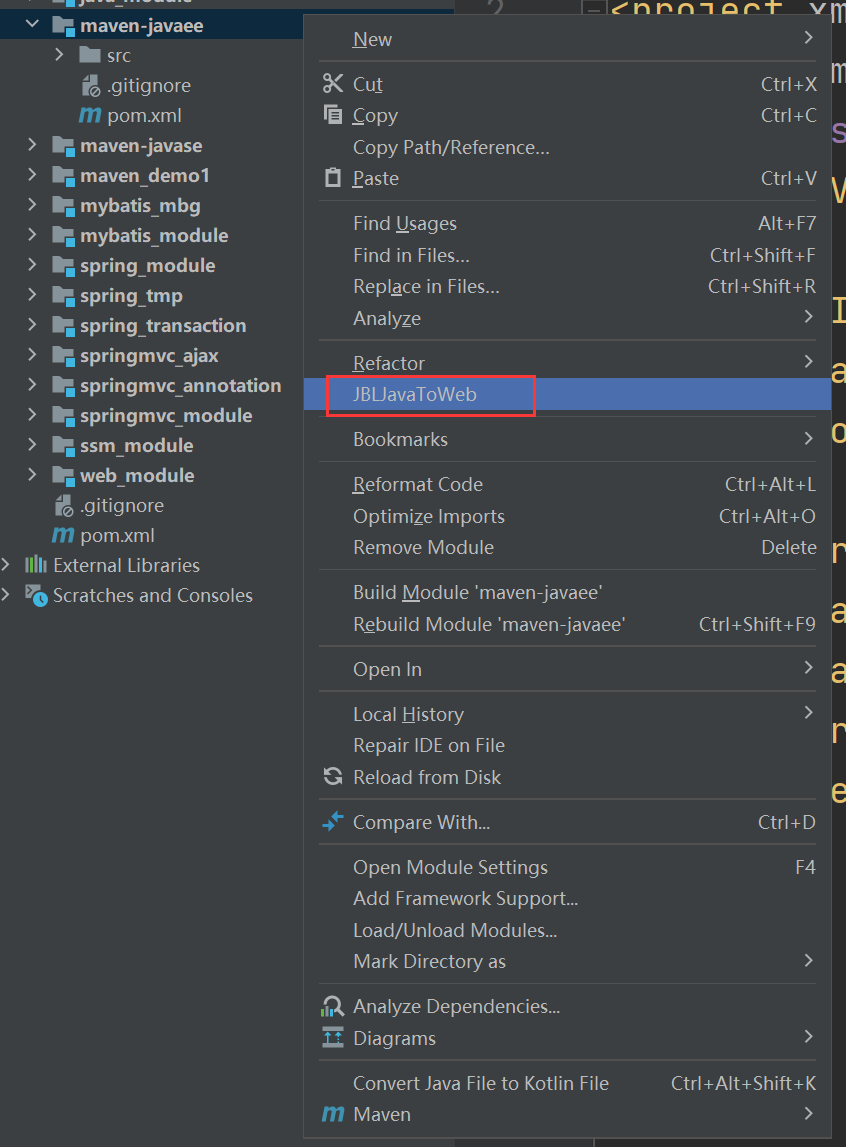 maven-javaee
src
.gitignore
pom.xml
maven-javase
maven_demo1
mybatis_mbg
mybatis_module
spring_module
spring_tmp
spring_transaction
springmvc_ajax
springmvc_annotation
springmvc_module
ssm_module
web_module
.gitignore
pom.xml
External Libraries
Scratches and Consoles
New
Cut Ctrl+X
Copy Ctrl+C
Copy Path/Reference...
Paste Ctrl+V
Find Usages Alt+F7
Find in Files... Ctrl+Shift+F
Replace in Files... Ctrl+Shift+R
Analyze
Refactor
JBLJavaToWeb
Bookmarks
Reformat Code Ctrl+Alt+L
Optimize Imports Ctrl+Alt+O
Remove Module Delete
Build Module 'maven-javaee'
Rebuild Module 'maven-javaee' Ctrl+Shift+F9
Open In
Local History
Repair IDE on File
Reload from Disk
Compare With... Ctrl+D
Open Module Settings F4
Add Framework Support...
Load/Unload Modules...
Mark Directory as
Analyze Dependencies...
Diagrams
Convert Java File to Kotlin File Ctrl+Alt+Shift+K
Maven